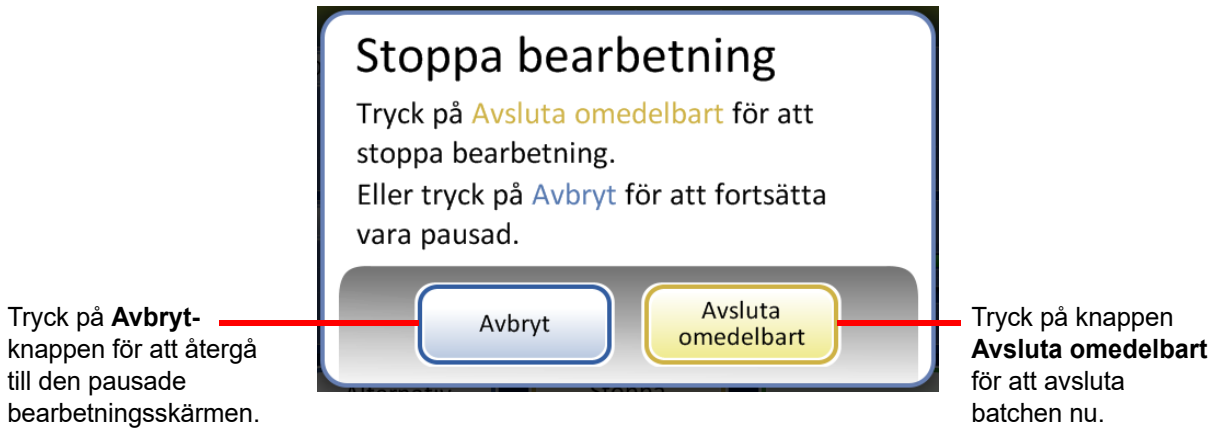 Stoppa bearbetning
Tryck på Avsluta omedelbart för att
stoppa bearbetning.
Eller tryck på Avbryt för att fortsätta
vara pausad.
Avbryt
Avsluta
omedelbart
Tryck på Avbryt-
knappen för att återgå
till den pausade
bearbetningsskärmen.
Tryck på knappen
Avsluta omedelbart
för att avsluta
batchen nu.